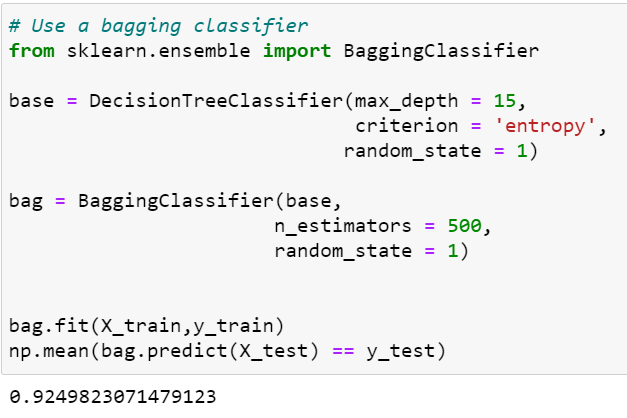 # Use a bagging classifier
from sklearn.ensemble import BaggingClassifier
base = DecisionTreeClassifier(max_depth = 15,
criterion = 'entropy',
random_state = 1)
bag = BaggingClassifier(base,
n_estimators = 500,
random_state = 1)
bag.fit(X_train,y_train)
np.mean(bag.predict(X_test) == y_test)
0.9249823071479123